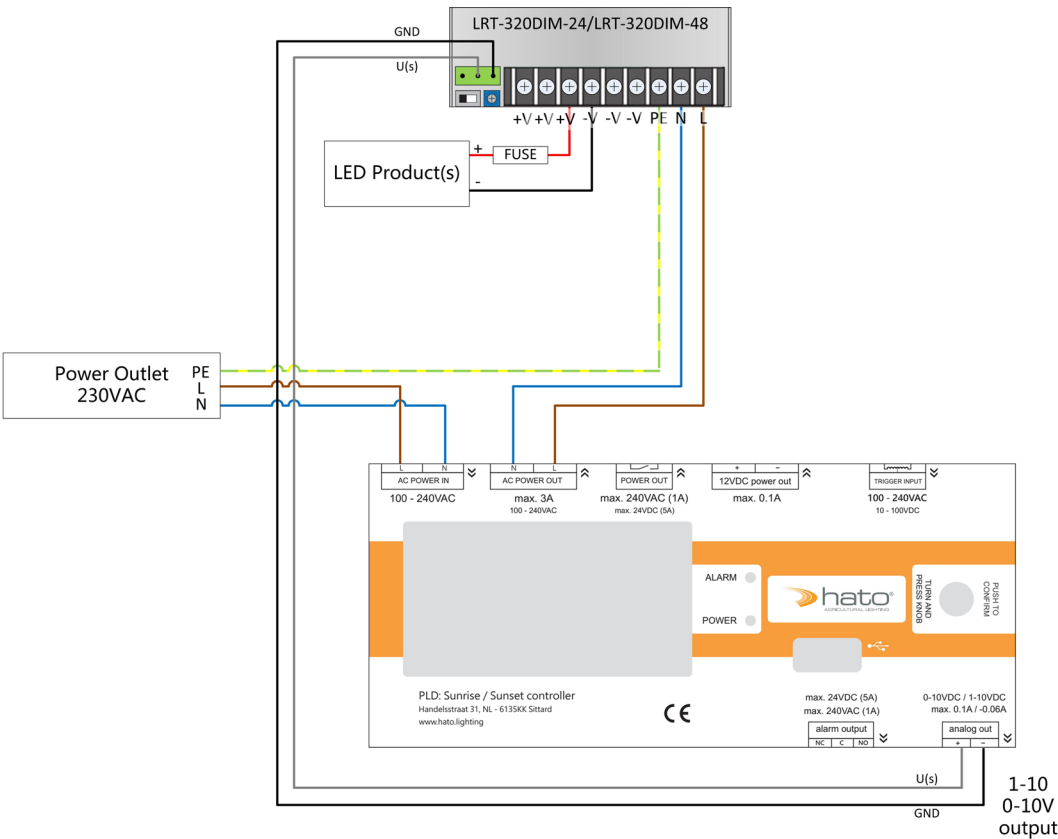 LRT-320DIM-24/LRT-320DIM-48
GND
U(s)
+V +V +V -V -V -V PE N L
+
FUSE
LED Product(s)
-
Power Outlet
230VAC
PE
L
N
L N
AC POWER IN
100 - 240VAC
N L
AC POWER OUT
max. 3A
100 - 240VAC
POWER OUT
max. 240VAC (1A)
max. 24VDC (5A)
+ -
12VDC power out
max. 0.1A
TRIGGER INPUT
100 - 240VAC
10 - 100VDC
ALARM
POWER
hato®
AGRICULTURAL LIGHTING
TURN AND
PRESS KNOB
PUSH TO
CONFIRM
PLD: Sunrise / Sunset controller
Handelsstraat 31, NL - 6135KK Sittard
www.hato.lighting
CE
max. 24VDC (5A)
max. 240VAC (1A)
alarm output
NC C NO
0-10VDC / 1-10VDC
max. 0.1A / -0.06A
analog out
+ -
U(s)
GND
1-10
0-10V
output